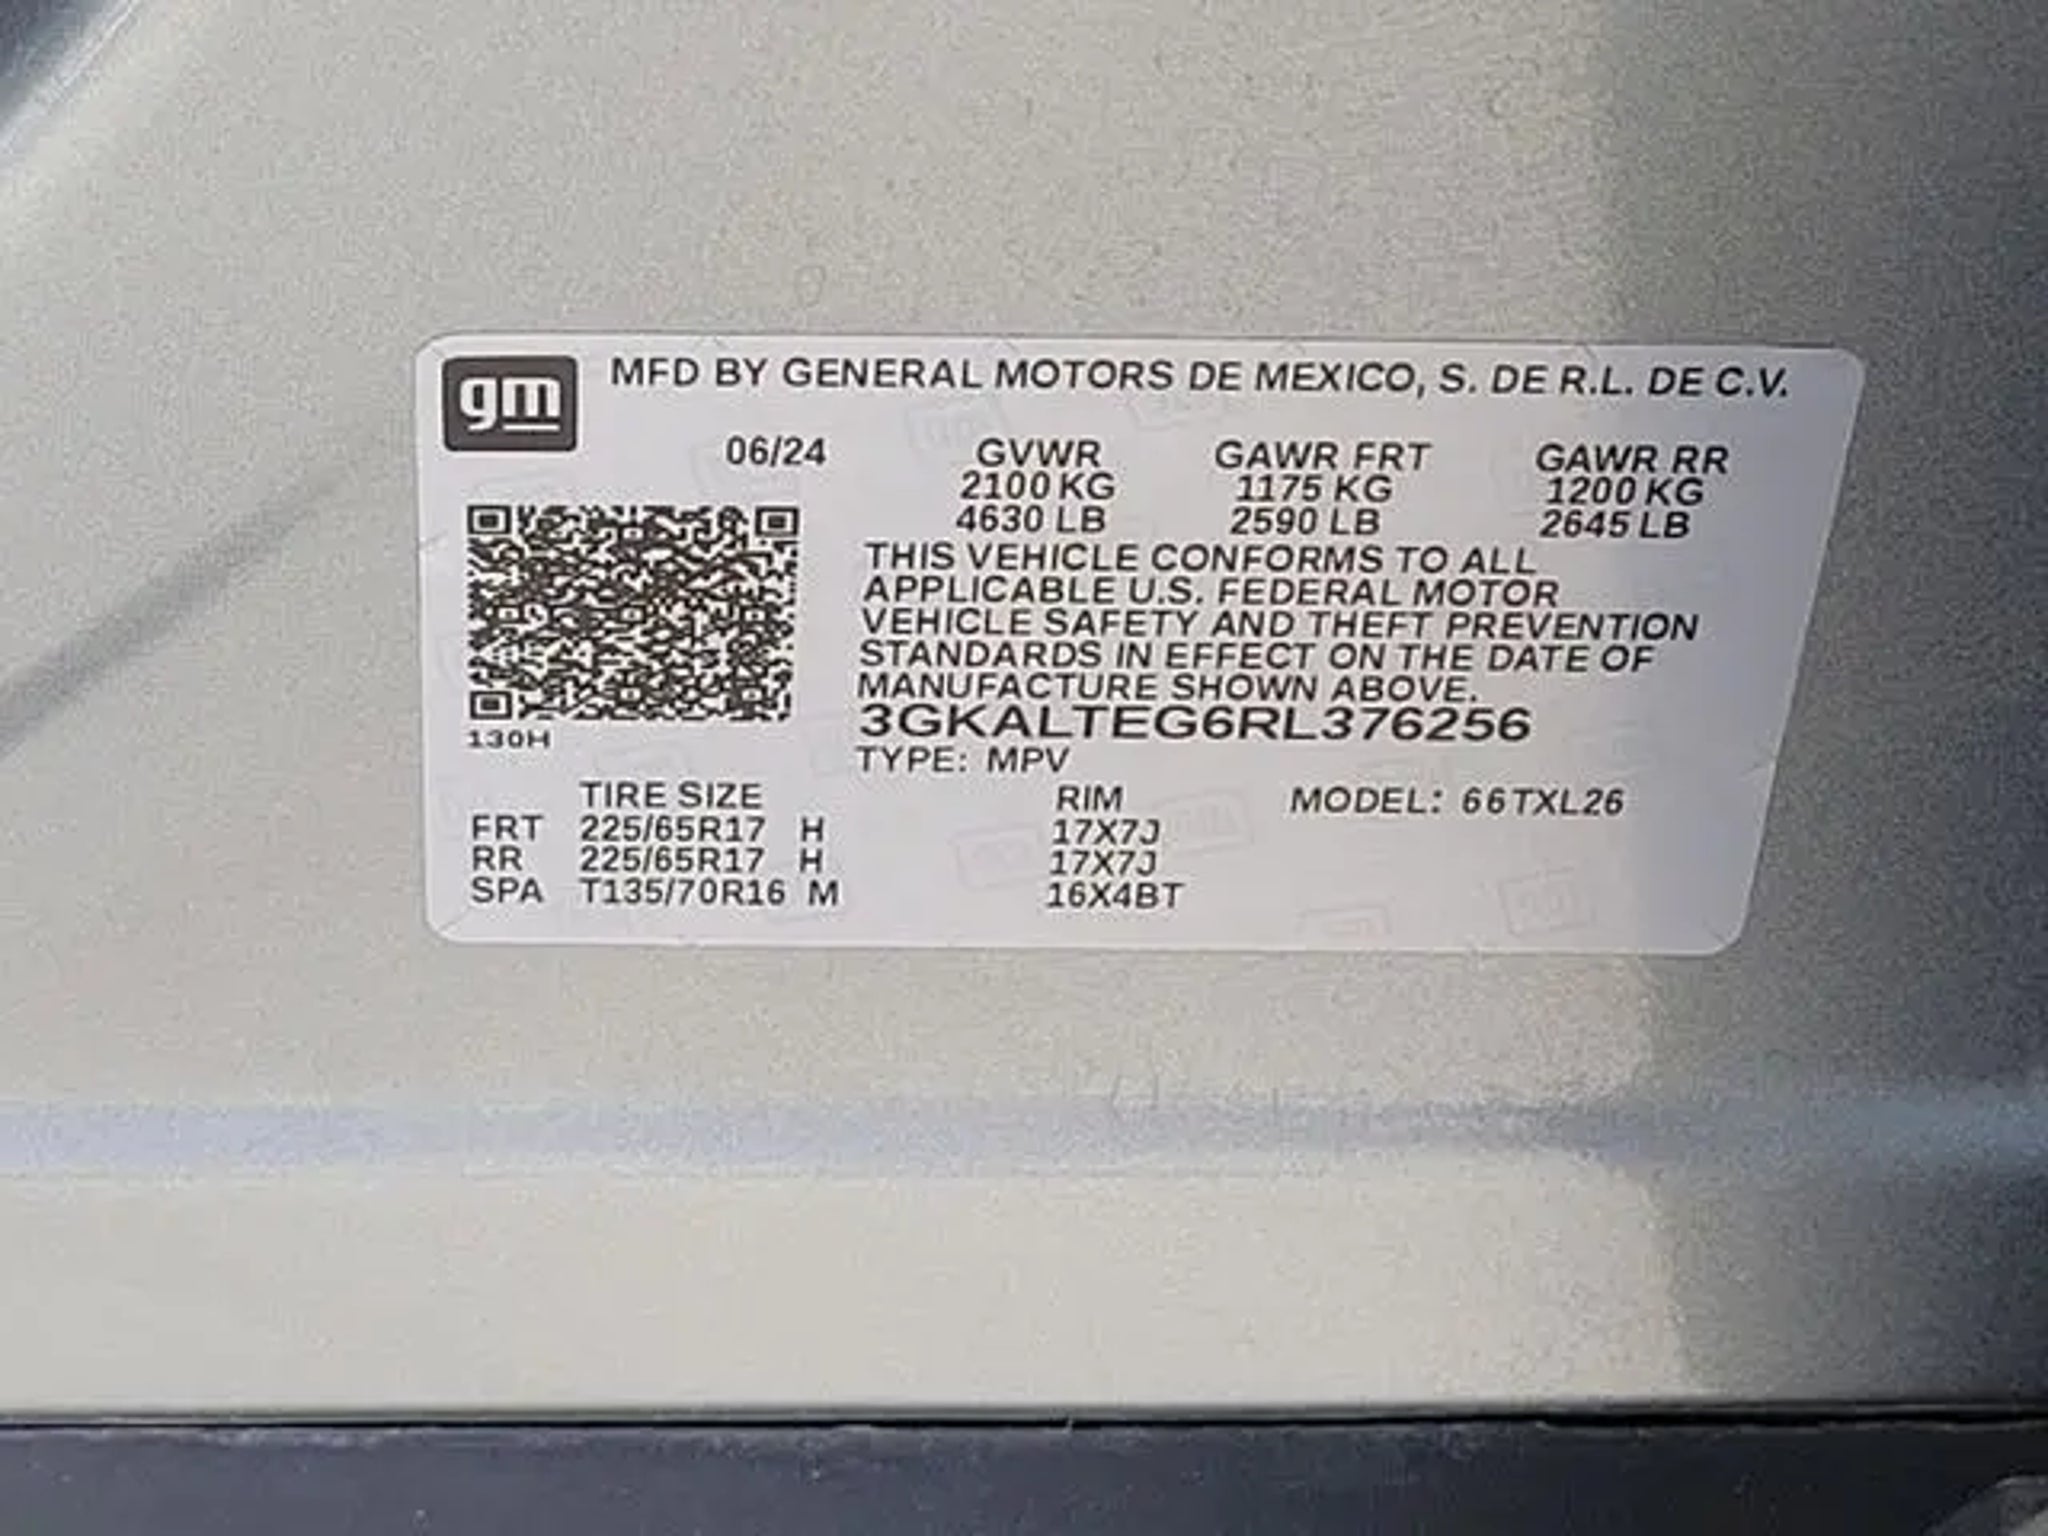 gm MFD BY GENERAL MOTORS DE MEXICO, S. DE R.L. DE C.V.
06/24 GVWR GAWR FRT GAWR RR
2100 KG 1175 KG 1200 KG
4630 LB 2590 LB 2645 LB
THIS VEHICLE CONFORMS TO ALL
APPLICABLE U.S. FEDERAL MOTOR
VEHICLE SAFETY AND THEFT PREVENTION
STANDARDS IN EFFECT ON THE DATE OF
MANUFACTURE SHOWN ABOVE.
3GKALTEG6RL376256
130H
TYPE: MPV
TIRE SIZE RIM MODEL: 66TXL26
FRT 225/65R17 H 17X7J
RR 225/65R17 H 17X7J
SPA T135/70R16 M 16X4BT